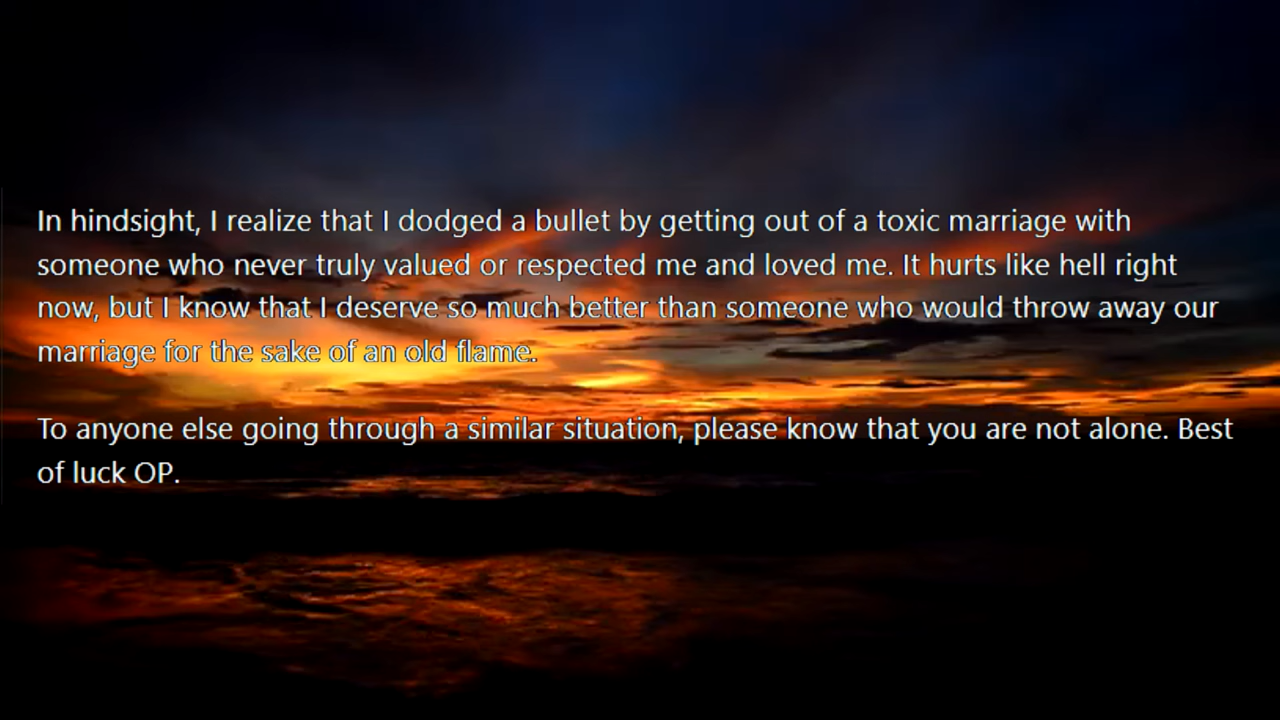 In hindsight, I realize that I dodged a bullet by getting out of a toxic marriage with
someone who never truly valued or respected me and loved me. It hurts like hell right
now, but I know that I deserve so much better than someone who would throw away our
marriage for the sake of an old flame.
To anyone else going through a similar situation, please know that you are not alone. Best
of luck OP.